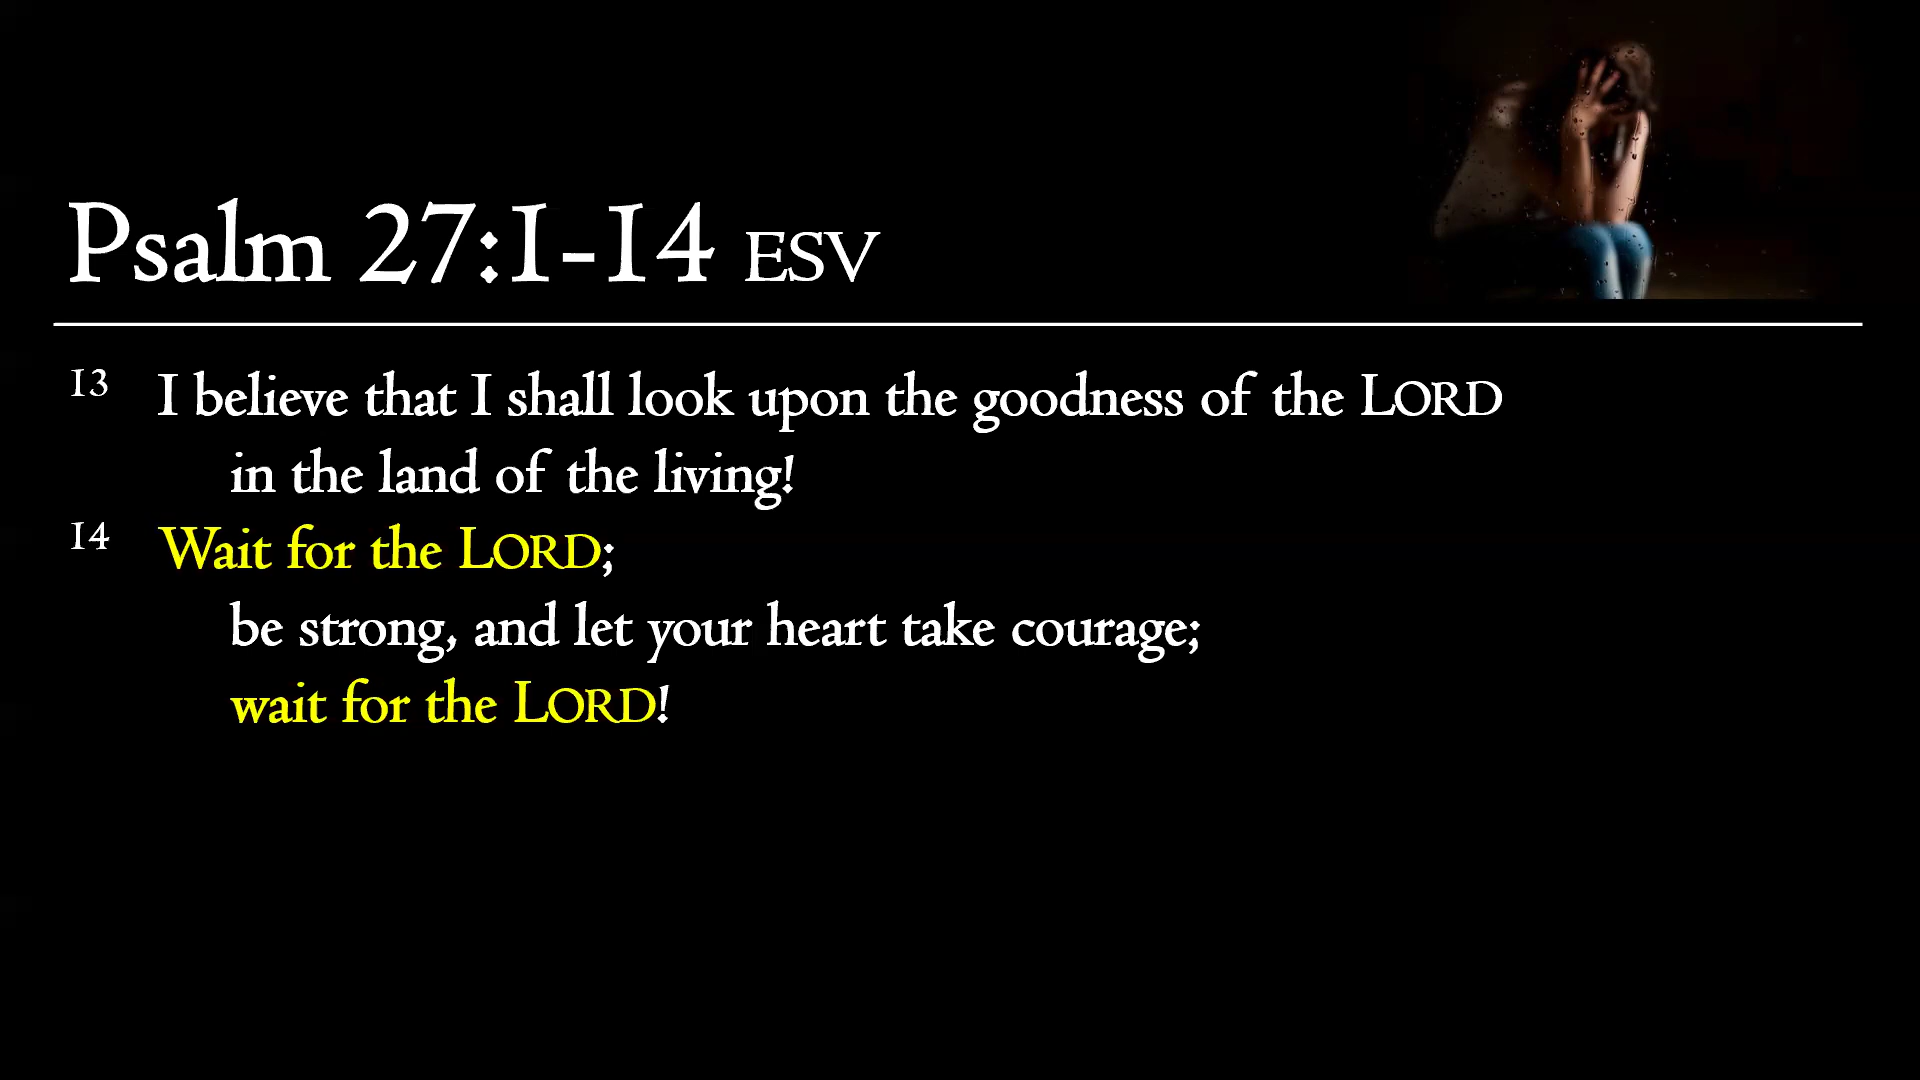 Psalm 27:1-14 ESV
13 I believe that I shall look upon the goodness of the LORD
in the land of the living!
14 Wait for the LORD;
be strong, and let your heart take courage;
wait for the LORD!